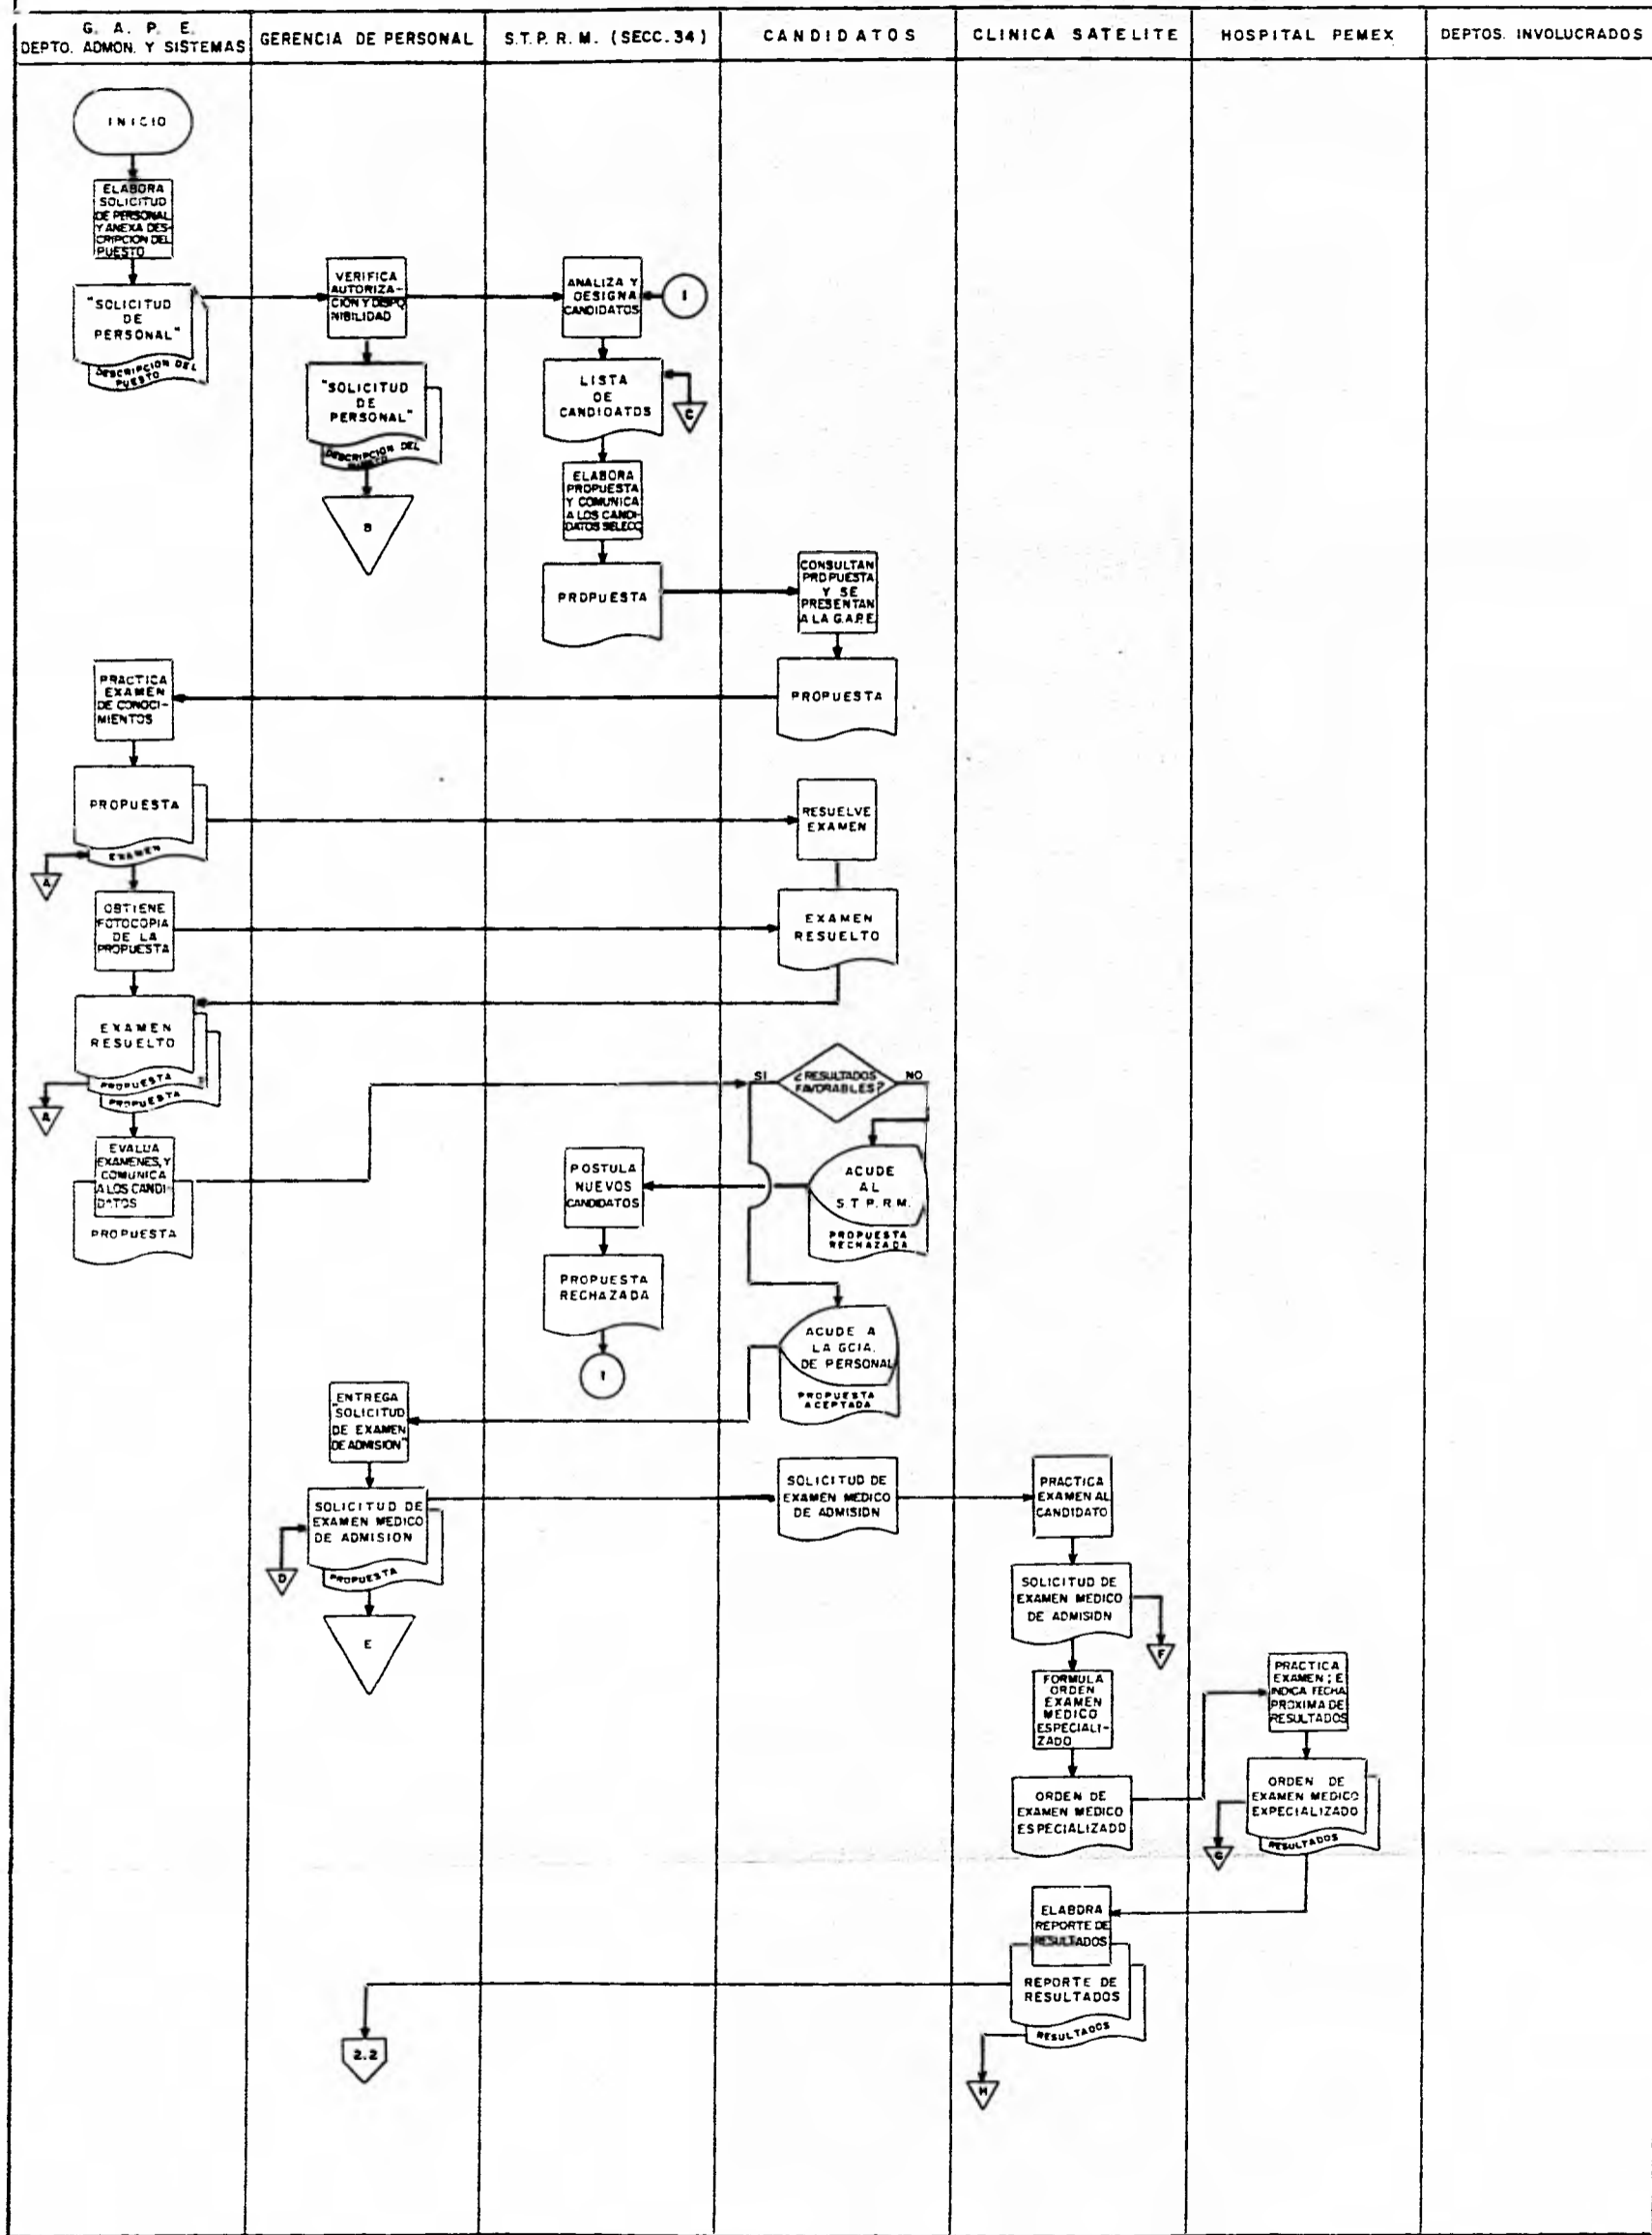 G. A. P. E.
DEPTO. ADMON. Y SISTEMAS
GERENCIA DE PERSONAL
S.T.P.R.M. (SECC.34)
CANDIDATOS
CLINICA SATELITE
HOSPITAL PEMEX
DEPTOS. INVOLUCRADOS
INICIO
ELABORA
SOLICITUD
DE PERSONAL
Y ANEXA DES-
CRIPCION DEL
PUESTO
"SOLICITUD
DE
PERSONAL"
DESCRIPCION DEL
PUESTO
VERIFICA
AUTORIZA-
CION Y DISPO
NIBILIDAD
"SOLICITUD
DE
PERSONAL"
DESCRIPCION DEL
B
ANALIZA Y
DESIGNA
CANDIDATOS
1
LISTA
DE
CANDIDATOS
C
ELABORA
PROPUESTA
Y COMUNICA
A LOS CANDI-
DATOS SELECC
PROPUESTA
CONSULTAN
PROPUESTA
Y SE
PRESENTAN
A LA G.A.P.E.
PROPUESTA
PRACTICA
EXAMEN
DE CONOCI-
MIENTOS
PROPUESTA
EXAMEN
A
RESUELVE
EXAMEN
OBTIENE
FOTOCOPIA
DE LA
PROPUESTA
EXAMEN
RESUELTO
EXAMEN
RESUELTO
PROPUESTA
PROPUESTA
A
EVALUA
EXAMENES, Y
COMUNICA
A LOS CANDI-
DATOS
PROPUESTA
SI
¿RESULTADOS
FAVORABLES?
NO
POSTULA
NUEVOS
CANDIDATOS
ACUDE
AL
S.T.P.R.M.
PROPUESTA
RECHAZADA
PROPUESTA
RECHAZADA
1
ACUDE A
LA GCIA.
DE PERSONAL
PROPUESTA
ACEPTADA
ENTREGA
"SOLICITUD
DE EXAMEN
DE ADMISION"
SOLICITUD DE
EXAMEN MEDICO
DE ADMISION
PROPUESTA
D
E
SOLICITUD DE
EXAMEN MEDICO
DE ADMISION
PRACTICA
EXAMEN AL
CANDIDATO
SOLICITUD DE
EXAMEN MEDICO
DE ADMISION
F
FORMULA
ORDEN
EXAMEN
MEDICO
ESPECIALI-
ZADO
ORDEN DE
EXAMEN MEDICO
ESPECIALIZADO
PRACTICA
EXAMEN; E
INDICA FECHA
PROXIMA DE
RESULTADOS
ORDEN DE
EXAMEN MEDICO
EXPECIALIZADO
RESULTADOS
G
ELABORA
REPORTE DE
RESULTADOS
REPORTE DE
RESULTADOS
RESULTADOS
2.2
H